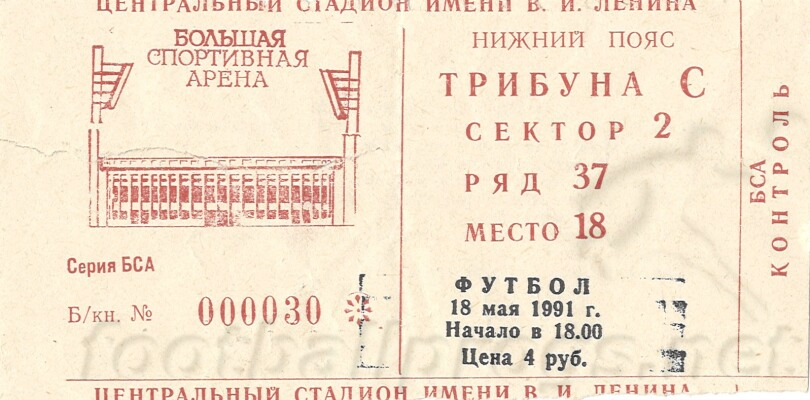 ЦЕНТРАЛЬНЫЙ СТАДИОН ИМЕНИ В. И. ЛЕНИНА
БОЛЬШАЯ
СПОРТИВНАЯ
АРЕНА
Серия БСА
Б/кн. № 000030
НИЖНИЙ ПОЯС
ТРИБУНА С
СЕКТОР 2
РЯД 37
МЕСТО 18
ФУТБОЛ
18 мая 1991 г.
Начало в 18.00
Цена 4 руб.
БСА
КОНТРОЛЬ
ЦЕНТРАЛЬНЫЙ СТАДИОН ИМЕНИ В. И. ЛЕНИНА